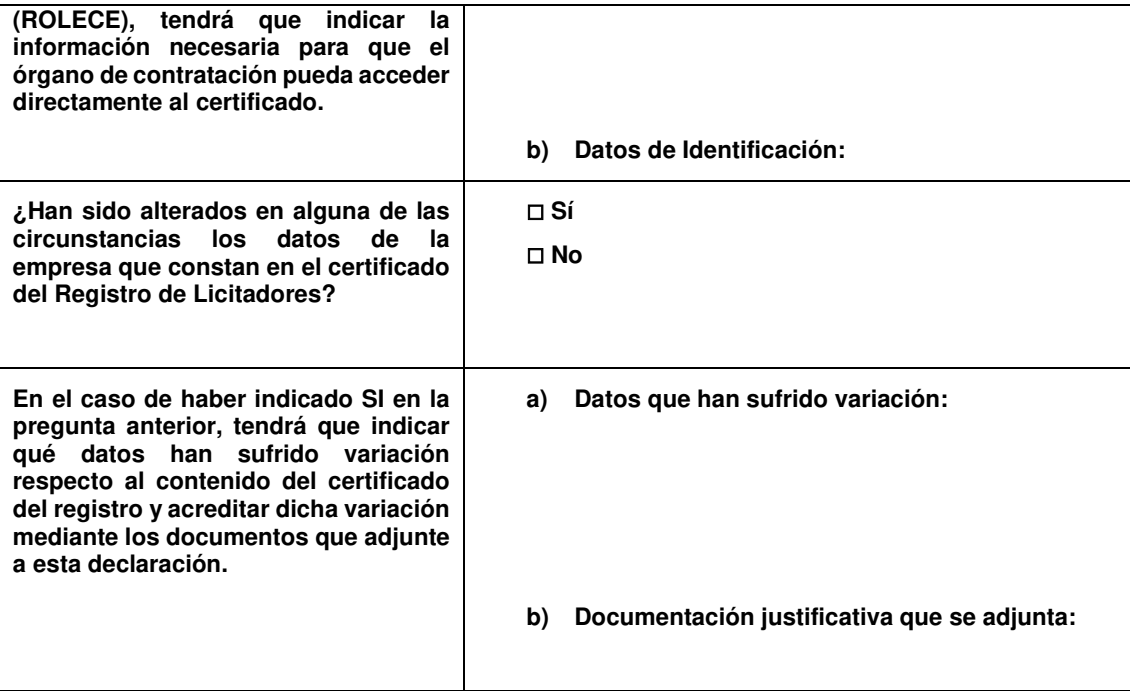 (ROLECE), tendrá que indicar la
información necesaria para que el
órgano de contratación pueda acceder
directamente al certificado.
b) Datos de Identificación:
¿Han sido alterados en alguna de las
circunstancias los datos de la
empresa que constan en el certificado
del Registro de Licitadores?
☐ Sí
☐ No
En el caso de haber indicado SI en la
pregunta anterior, tendrá que indicar
qué datos han sufrido variación
respecto al contenido del certificado
del registro y acreditar dicha variación
mediante los documentos que adjunte
a esta declaración.
a) Datos que han sufrido variación:
b) Documentación justificativa que se adjunta: